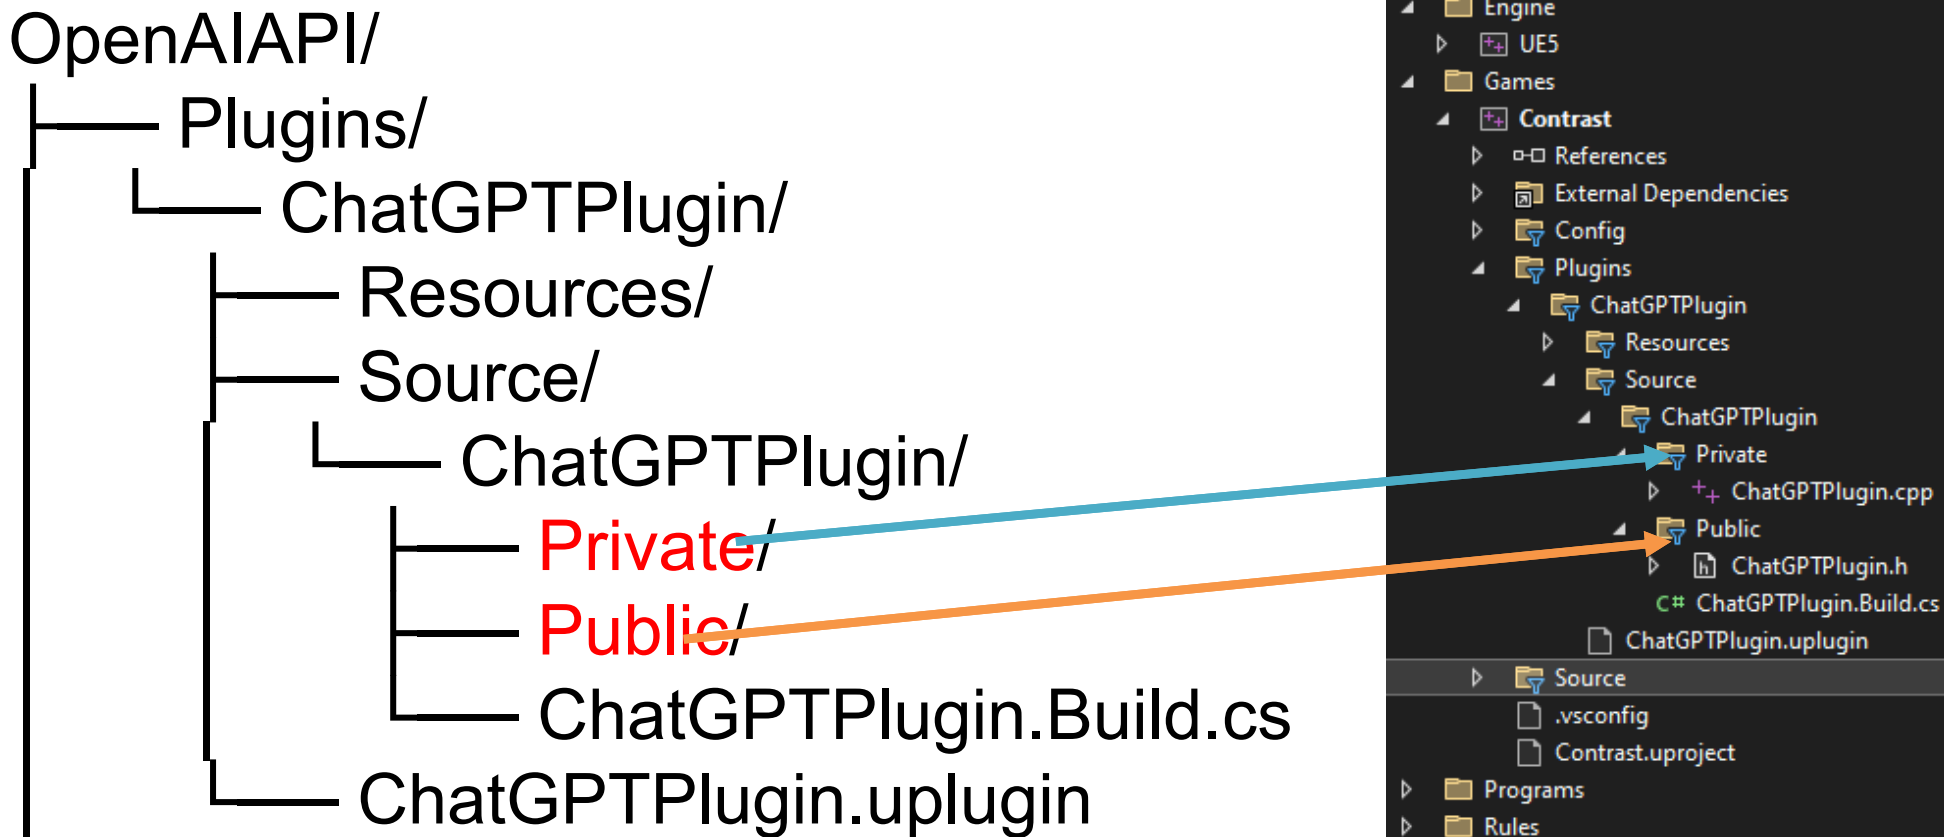 OpenAIAPI/
Plugins/
ChatGPTPlugin/
Resources/
Source/
ChatGPTPlugin/
Private/
Public/
ChatGPTPlugin.Build.cs
ChatGPTPlugin.uplugin
Engine
UE5
Games
Contrast
References
External Dependencies
Config
Plugins
ChatGPTPlugin
Resources
Source
ChatGPTPlugin
Private
++ ChatGPTPlugin.cpp
Public
h ChatGPTPlugin.h
C# ChatGPTPlugin.Build.cs
ChatGPTPlugin.uplugin
Source
.vsconfig
Contrast.uproject
Programs
Rules